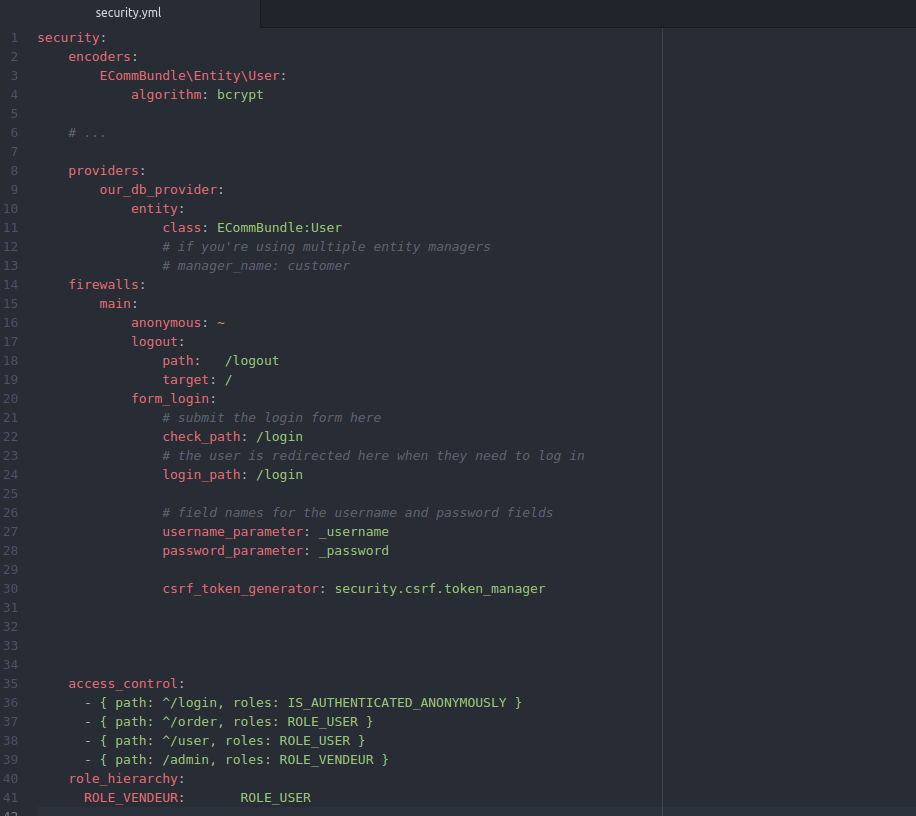 security.yml
1 security:
2     encoders:
3         ECommBundle\Entity\User:
4             algorithm: bcrypt
5
6     # ...
7
8     providers:
9         our_db_provider:
10             entity:
11                 class: ECommBundle:User
12                 # if you're using multiple entity managers
13                 # manager_name: customer
14     firewalls:
15         main:
16             anonymous: ~
17             logout:
18                 path:   /logout
19                 target: /
20             form_login:
21                 # submit the login form here
22                 check_path: /login
23                 # the user is redirected here when they need to log in
24                 login_path: /login
25
26                 # field names for the username and password fields
27                 username_parameter: _username
28                 password_parameter: _password
29
30                 csrf_token_generator: security.csrf.token_manager
31
32
33
34
35     access_control:
36       - { path: ^/login, roles: IS_AUTHENTICATED_ANONYMOUSLY }
37       - { path: ^/order, roles: ROLE_USER }
38       - { path: ^/user, roles: ROLE_USER }
39       - { path: /admin, roles: ROLE_VENDEUR }
40     role_hierarchy:
41       ROLE_VENDEUR:       ROLE_USER
42